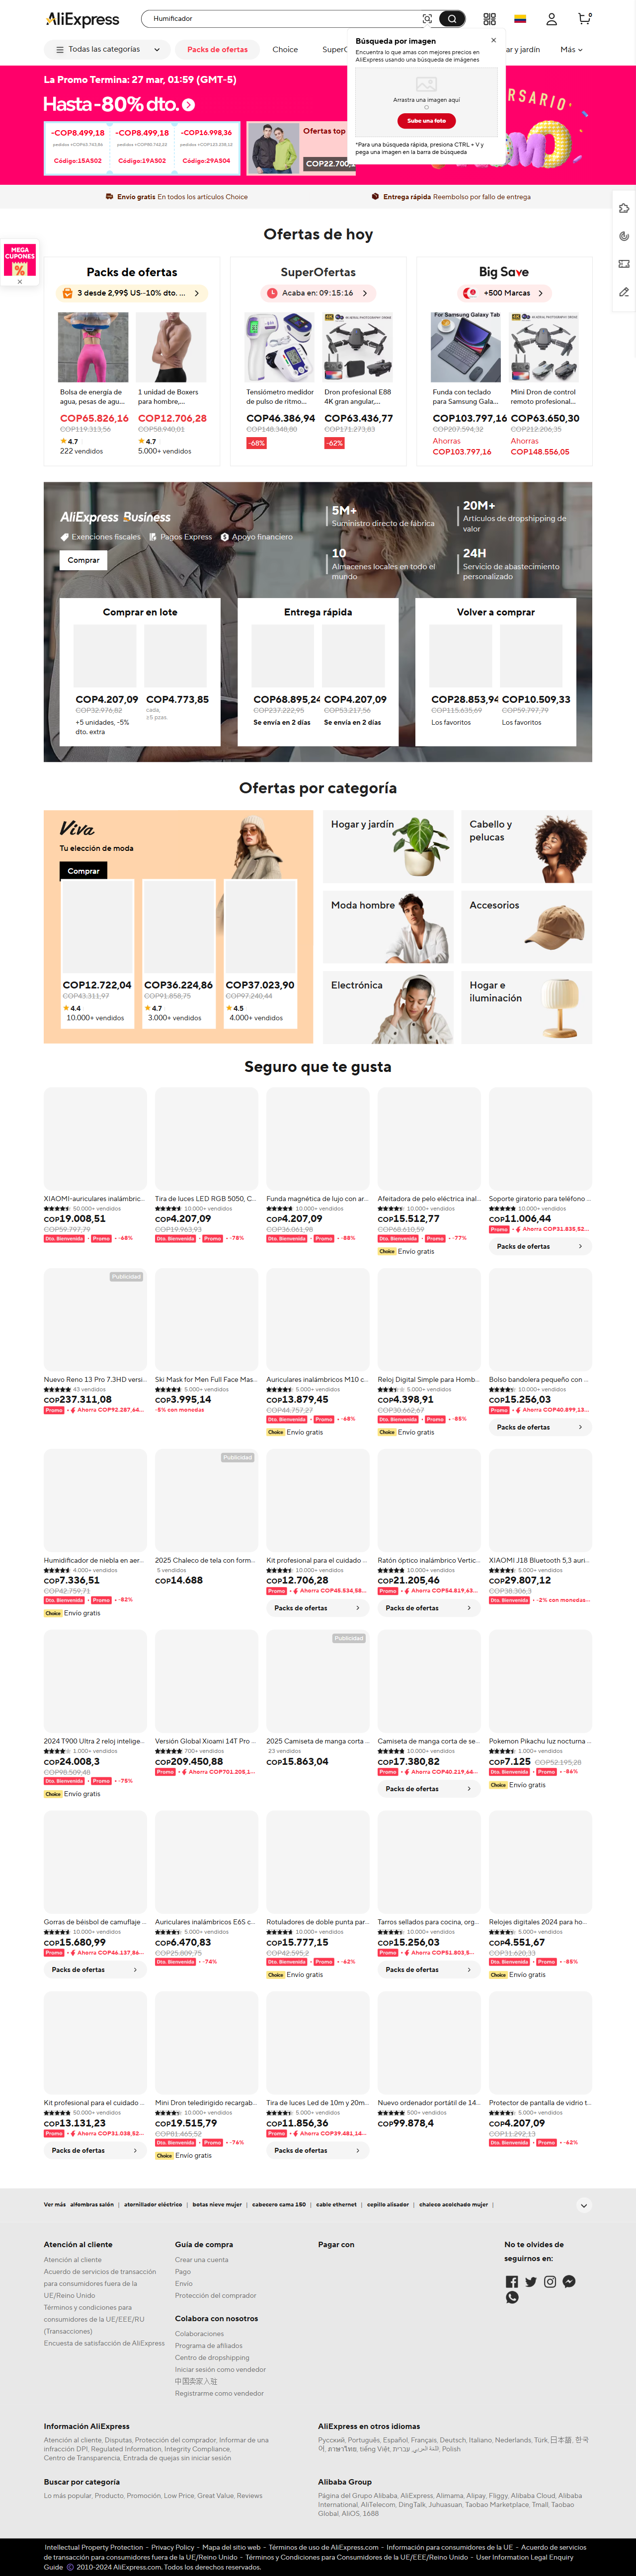 AliExpress
Humificador
Todas las categorías
Packs de ofertas
Choice
Más
Búsqueda por imagen
Encuentra lo que amas con mejores precios en
AliExpress usando una búsqueda de imágenes
Arrastra una imagen aquí
O
Sube una foto
*Para una búsqueda rápida, presiona CTRL + V y
pega una imagen en la barra de búsqueda
La Promo Termina: 27 mar, 01:59 (GMT-5)
Hasta -80% dto.
-COP8.499,18
-COP8.499,18
-COP16.998,36
Código:15AS02
Código:19AS02
Código:29AS04
Ofertas top
Envío gratis En todos los artículos Choice
Entrega rápida Reembolso por fallo de entrega
MEGA
CUPONES
Ofertas de hoy
Packs de ofertas
3 desde 2,99$ US--10% dto. ...
Bolsa de energía de
agua, pesas de agu...
COP65.826,16
COP119.313,56
4.7
222 vendidos
1 unidad de Boxers
para hombre,...
COP12.706,28
COP58.940,01
4.7
5.000+ vendidos
SuperOfertas
Acaba en: 09:15:16
Tensiómetro medidor
de pulso de ritmo...
COP46.386,94
COP148.348,80
-68%
Dron profesional E88
4K gran angular,...
COP63.436,77
COP171.273,83
-62%
Big Save
+500 Marcas
For Samsung Galaxy Tab
Funda con teclado
para Samsung Gala...
COP103.797,16
COP207.594,32
Ahorras
COP103.797,16
Mini Dron de control
remoto profesional...
COP63.650,30
COP212.206,35
Ahorras
COP148.556,05
AliExpress Business
Exenciones fiscales
Pagos Express
Apoyo financiero
Comprar
5M+
Suministro directo de fábrica
20M+
Artículos de dropshipping de
valor
10
Almacenes locales en todo el
mundo
24H
Servicio de abastecimiento
personalizado
Comprar en lote
COP4.207,09
COP32.976,82
+5 unidades, -5%
dto. extra
COP4.773,85
cada,
≥5 pzas.
Entrega rápida
COP68.895,24
COP237.222,95
Se envía en 2 días
COP4.207,09
COP53.217,56
Se envía en 2 días
Volver a comprar
COP28.853,94
COP115.635,69
Los favoritos
COP10.509,33
COP59.797,79
Los favoritos
Ofertas por categoría
Viva
Tu elección de moda
Comprar
COP12.722,04
COP43.311,97
4.4
10.000+ vendidos
COP36.224,86
COP91.858,75
4.7
3.000+ vendidos
COP37.023,90
COP97.240,44
4.5
4.000+ vendidos
Hogar y jardín
Cabello y
pelucas
Moda hombre
Accesorios
Electrónica
Hogar e
iluminación
Seguro que te gusta
XIAOMI-auriculares inalámbric...
50.000+ vendidos
COP19.008,51
COP59.797,79
Dto. Bienvenida Promo -68%
Tira de luces LED RGB 5050, C...
10.000+ vendidos
COP4.207,09
COP19.963,93
Dto. Bienvenida Promo -78%
Funda magnética de lujo con ar...
10.000+ vendidos
COP4.207,09
COP36.061,98
Dto. Bienvenida Promo -88%
Afeitadora de pelo eléctrica inal...
10.000+ vendidos
COP15.512,77
COP68.610,59
Dto. Bienvenida Promo -77%
Choice Envío gratis
Soporte giratorio para teléfono ...
10.000+ vendidos
COP11.006,44
Promo Ahorra COP31.835,52...
Packs de ofertas
Publicidad
Nuevo Reno 13 Pro 7.3HD versi...
43 vendidos
COP237.311,08
Promo Ahorra COP92.287,64...
Ski Mask for Men Full Face Mas...
5.000+ vendidos
COP3.995,14
-5% con monedas
Auriculares inalámbricos M10 c...
5.000+ vendidos
COP13.879,45
COP44.757,27
Dto. Bienvenida Promo -68%
Choice Envío gratis
Reloj Digital Simple para Homb...
5.000+ vendidos
COP4.398,91
COP30.662,67
Dto. Bienvenida Promo -85%
Choice Envío gratis
Bolso bandolera pequeño con ...
10.000+ vendidos
COP15.256,03
Promo Ahorra COP40.899,13...
Packs de ofertas
Humidificador de niebla en aer...
4.000+ vendidos
COP7.336,51
COP42.759,71
Dto. Bienvenida Promo -82%
Choice Envío gratis
Publicidad
2025 Chaleco de tela con form...
5 vendidos
COP14.688
Kit profesional para el cuidado ...
10.000+ vendidos
COP12.706,28
Promo Ahorra COP45.534,58...
Packs de ofertas
Ratón óptico inalámbrico Vertic...
10.000+ vendidos
COP21.205,46
Promo Ahorra COP54.819,63...
Packs de ofertas
XIAOMI J18 Bluetooth 5,3 auri...
5.000+ vendidos
COP29.807,12
COP38.306,3
Dto. Bienvenida -2% con monedas...
2024 T900 Ultra 2 reloj intelige...
1.000+ vendidos
COP24.008,3
COP98.509,48
Dto. Bienvenida Promo -75%
Choice Envío gratis
Versión Global Xioami 14T Pro ...
700+ vendidos
COP209.450,88
Promo Ahorra COP701.205,1...
Publicidad
2025 Camiseta de manga corta ...
23 vendidos
COP15.863,04
Camiseta de manga corta de se...
10.000+ vendidos
COP17.380,82
Promo Ahorra COP40.219,64...
Packs de ofertas
Pokemon Pikachu luz nocturna ...
1.000+ vendidos
COP7.125 COP52.195,28
Dto. Bienvenida Promo -86%
Choice Envío gratis
Gorras de béisbol de camuflaje ...
10.000+ vendidos
COP15.680,99
Promo Ahorra COP46.137,86...
Packs de ofertas
Auriculares inalámbricos E6S c...
5.000+ vendidos
COP6.470,83
COP25.809,75
Dto. Bienvenida -74%
Rotuladores de doble punta par...
10.000+ vendidos
COP15.777,15
COP42.595,2
Dto. Bienvenida Promo -62%
Choice Envío gratis
Tarros sellados para cocina, org...
10.000+ vendidos
COP15.256,03
Promo Ahorra COP51.803,5...
Packs de ofertas
Relojes digitales 2024 para ho...
5.000+ vendidos
COP4.551,67
COP31.620,33
Dto. Bienvenida Promo -85%
Choice Envío gratis
Kit profesional para el cuidado ...
50.000+ vendidos
COP13.131,23
Promo Ahorra COP31.038,52...
Packs de ofertas
Mini Dron teledirigido recargab...
10.000+ vendidos
COP19.515,79
COP81.465,52
Dto. Bienvenida Promo -76%
Choice Envío gratis
Tira de luces Led de 10m y 20m...
5.000+ vendidos
COP11.856,36
Promo Ahorra COP39.481,14...
Packs de ofertas
Nuevo ordenador portátil de 14...
500+ vendidos
COP99.878,4
Protector de pantalla de vidrio t...
5.000+ vendidos
COP4.207,09
COP11.292,13
Dto. Bienvenida Promo -62%
Ver más alfombras salón | atornillador eléctrico | botas nieve mujer | cabecero cama 150 | cable ethernet | cepillo alisador | chaleco acolchado mujer |
Atención al cliente
Atención al cliente
Acuerdo de servicios de transacción
para consumidores fuera de la
UE/Reino Unido
Términos y condiciones para
consumidores de la UE/EEE/RU
(Transacciones)
Encuesta de satisfacción de AliExpress
Guía de compra
Crear una cuenta
Pago
Envío
Protección del comprador
Colabora con nosotros
Colaboraciones
Programa de afiliados
Centro de dropshipping
Iniciar sesión como vendedor
中国卖家入驻
Registrarme como vendedor
Pagar con
No te olvides de
seguirnos en:
Información AliExpress
Atención al cliente, Disputas, Protección del comprador, Informar de una
infracción DPI, Regulated Information, Integrity Compliance,
Centro de Transparencia, Entrada de quejas sin iniciar sesión
AliExpress en otros idiomas
Русский, Português, Español, Français, Deutsch, Italiano, Nederlands, Türk, 日本語, 한국
어, ภาษาไทย, tiếng Việt, עברית, اللغة العربي, Polish
Buscar por categoría
Lo más popular, Producto, Promoción, Low Price, Great Value, Reviews
Alibaba Group
Página del Grupo Alibaba, AliExpress, Alimama, Alipay, Fliggy, Alibaba Cloud, Alibaba
International, AliTelecom, DingTalk, Juhuasuan, Taobao Marketplace, Tmall, Taobao
Global, AliOS, 1688
Intellectual Property Protection - Privacy Policy - Mapa del sitio web - Términos de uso de AliExpress.com - Información para consumidores de la UE - Acuerdo de servicios
de transacción para consumidores fuera de la UE/Reino Unido - Términos y Condiciones para Consumidores de la UE/EEE/Reino Unido - User Information Legal Enquiry
Guide © 2010-2024 AliExpress.com. Todos los derechos reservados.